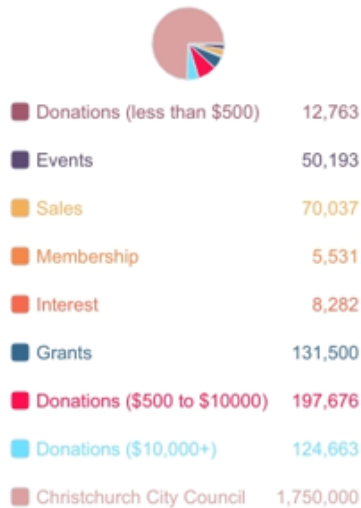 Donations (less than $500) 12,763
Events 50,193
Sales 70,037
Membership 5,531
Interest 8,282
Grants 131,500
Donations ($500 to $10000) 197,676
Donations ($10,000+) 124,663
Christchurch City Council 1,750,000